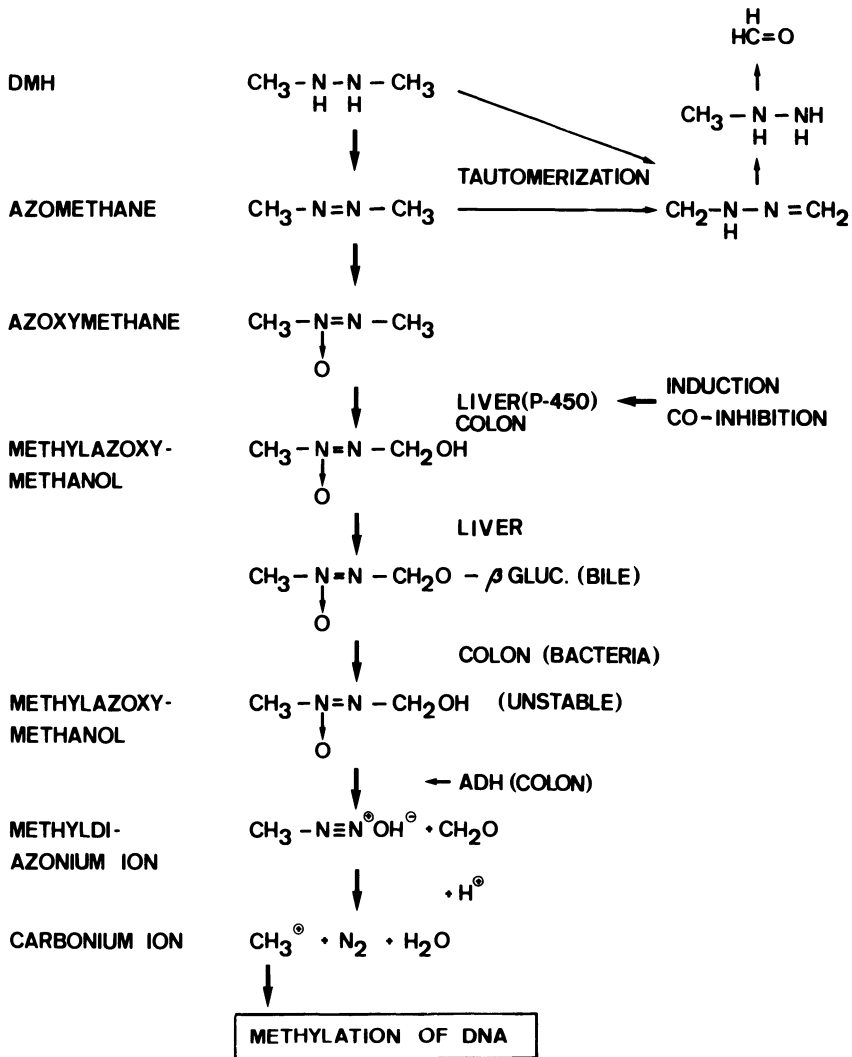 H
HC=O
DMH CH3-N-N-CH3
H H
CH3-N-NH
H H
TAUTOMERIZATION
AZOMETHANE CH3-N=N-CH3 CH2-N-N=CH2
H
AZOXYMETHANE CH3-N=N-CH3
↓
O
LIVER(P-450) ← INDUCTION
COLON CO-INHIBITION
METHYLAZOXY- CH3-N=N-CH2OH
METHANOL ↓
O
LIVER
CH3-N=N-CH2O-β GLUC. (BILE)
↓
O
COLON (BACTERIA)
METHYLAZOXY- CH3-N=N-CH2OH (UNSTABLE)
METHANOL ↓
O
← ADH (COLON)
METHYLDI- CH3-N≡N⊕OH⊖ + CH2O
AZONIUM ION
+ H⊕
CARBONIUM ION CH3⊕ + N2 + H2O
METHYLATION OF DNA